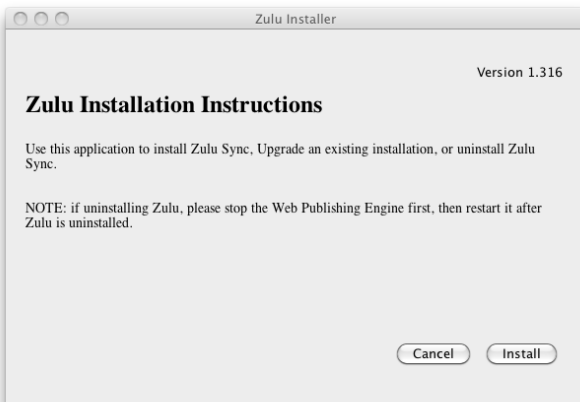 Zulu Installer
Version 1.316
Zulu Installation Instructions
Use this application to install Zulu Sync, Upgrade an existing installation, or uninstall Zulu
Sync.
NOTE: if uninstalling Zulu, please stop the Web Publishing Engine first, then restart it after
Zulu is uninstalled.
Cancel Install